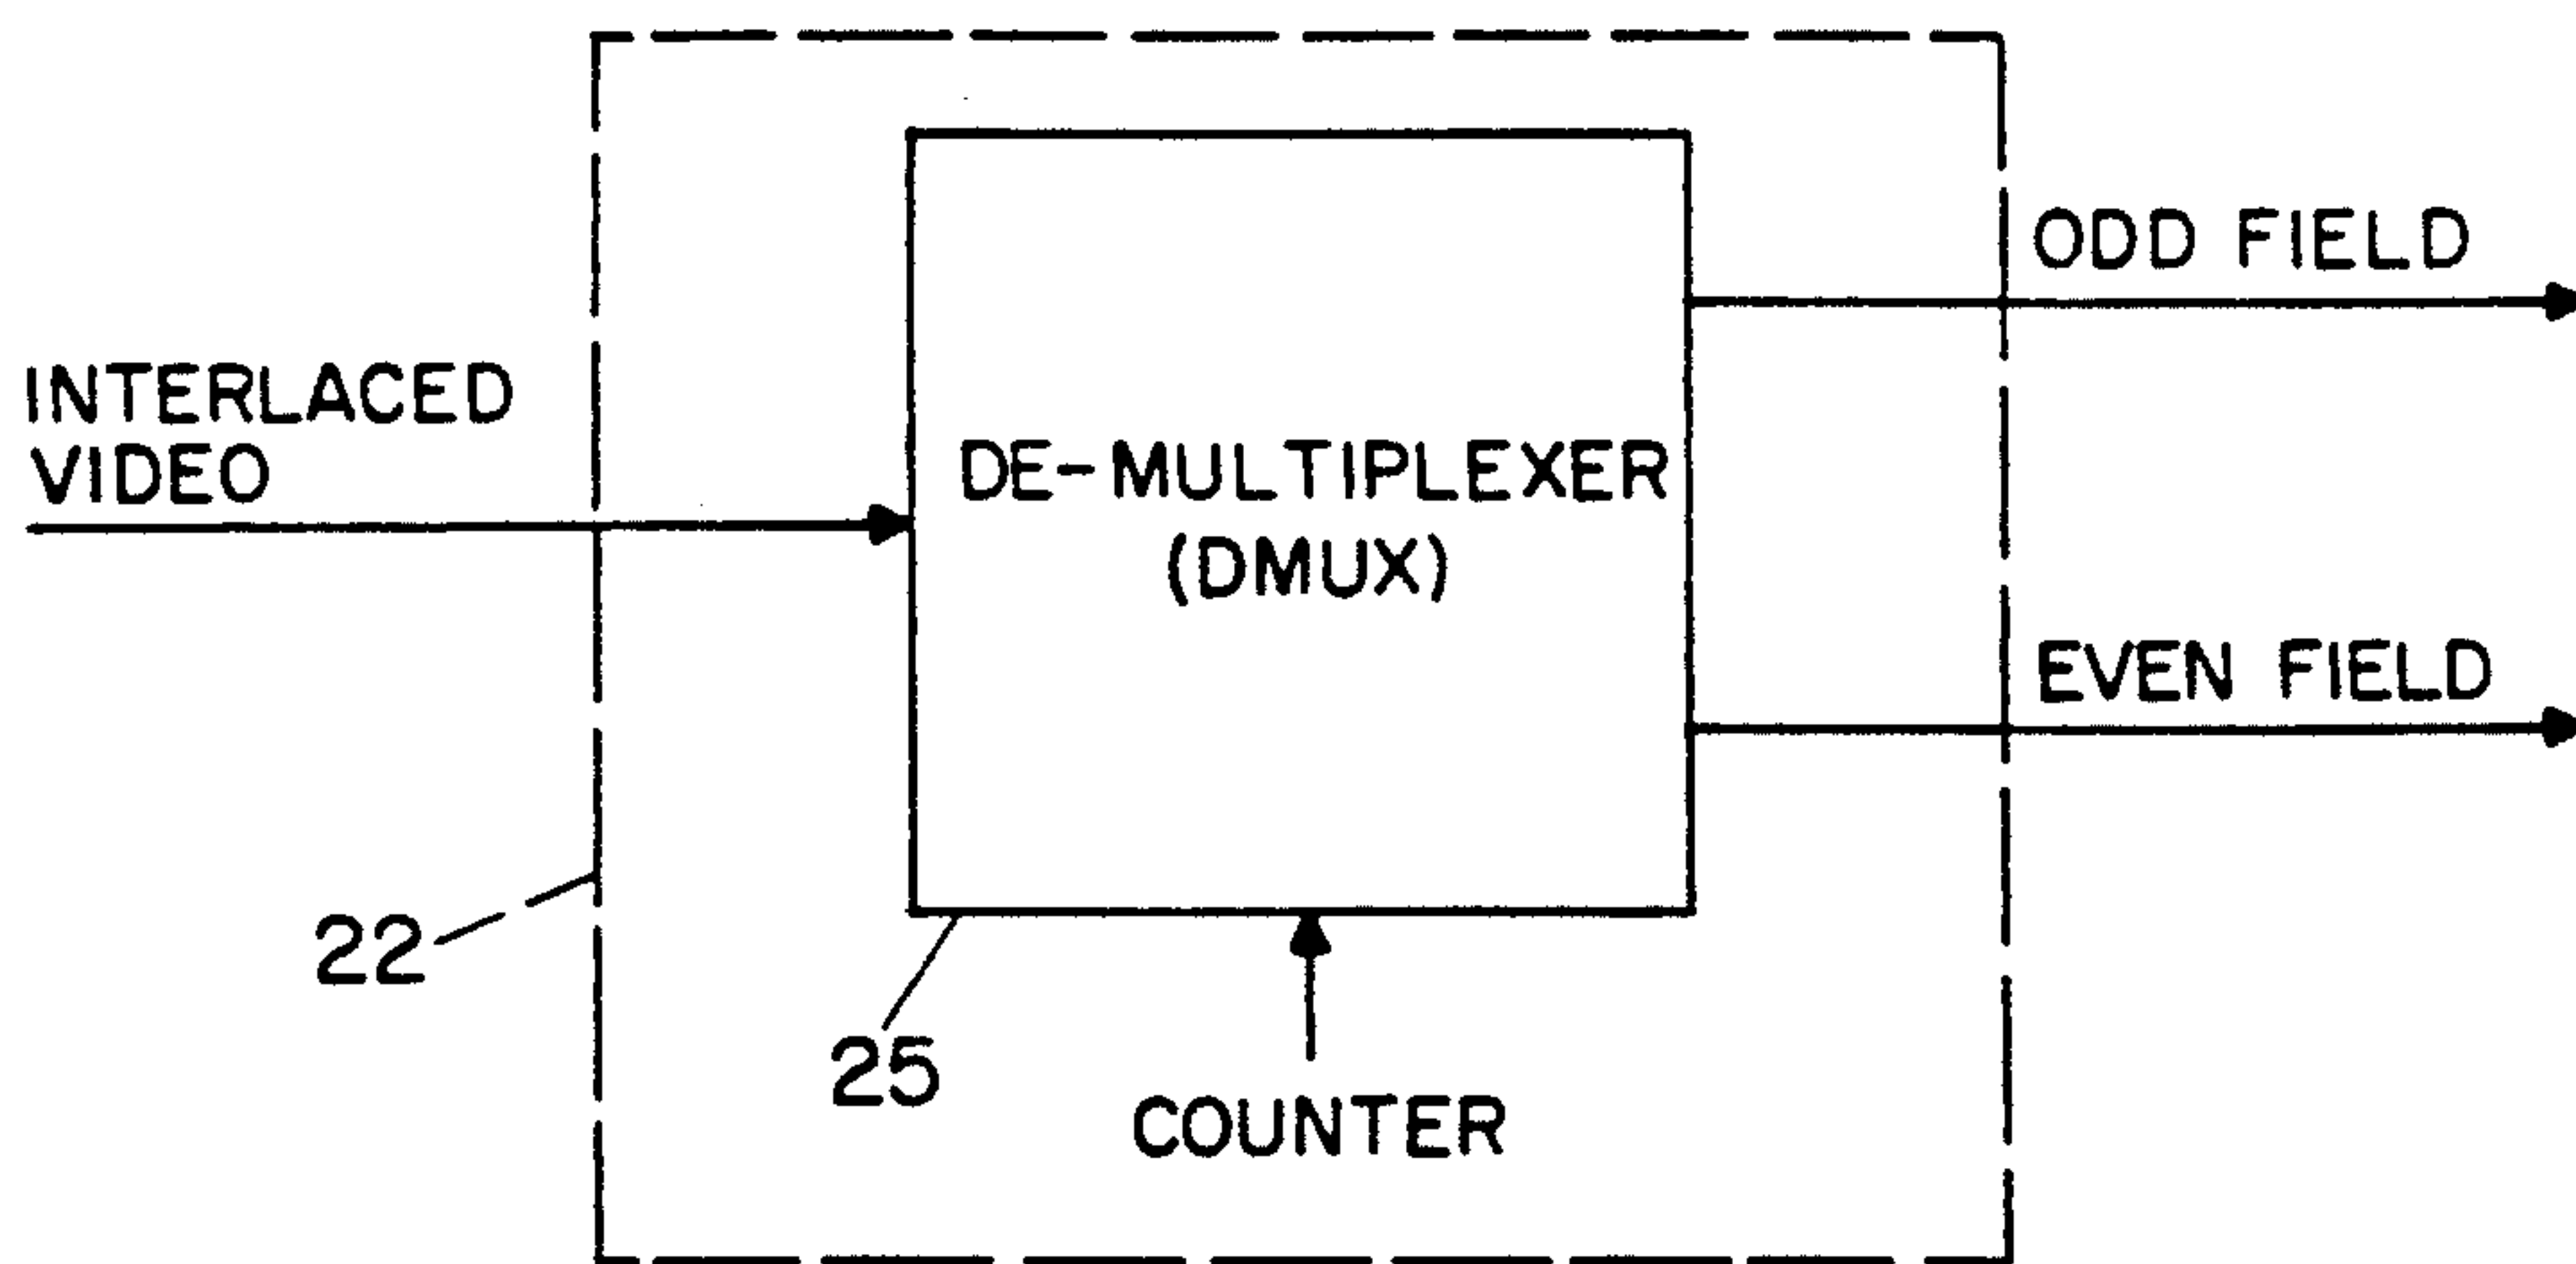 ODD FIELD
INTERLACED
VIDEO
DE-MULTIPLEXER
(DMUX)
EVEN FIELD
22
25
COUNTER